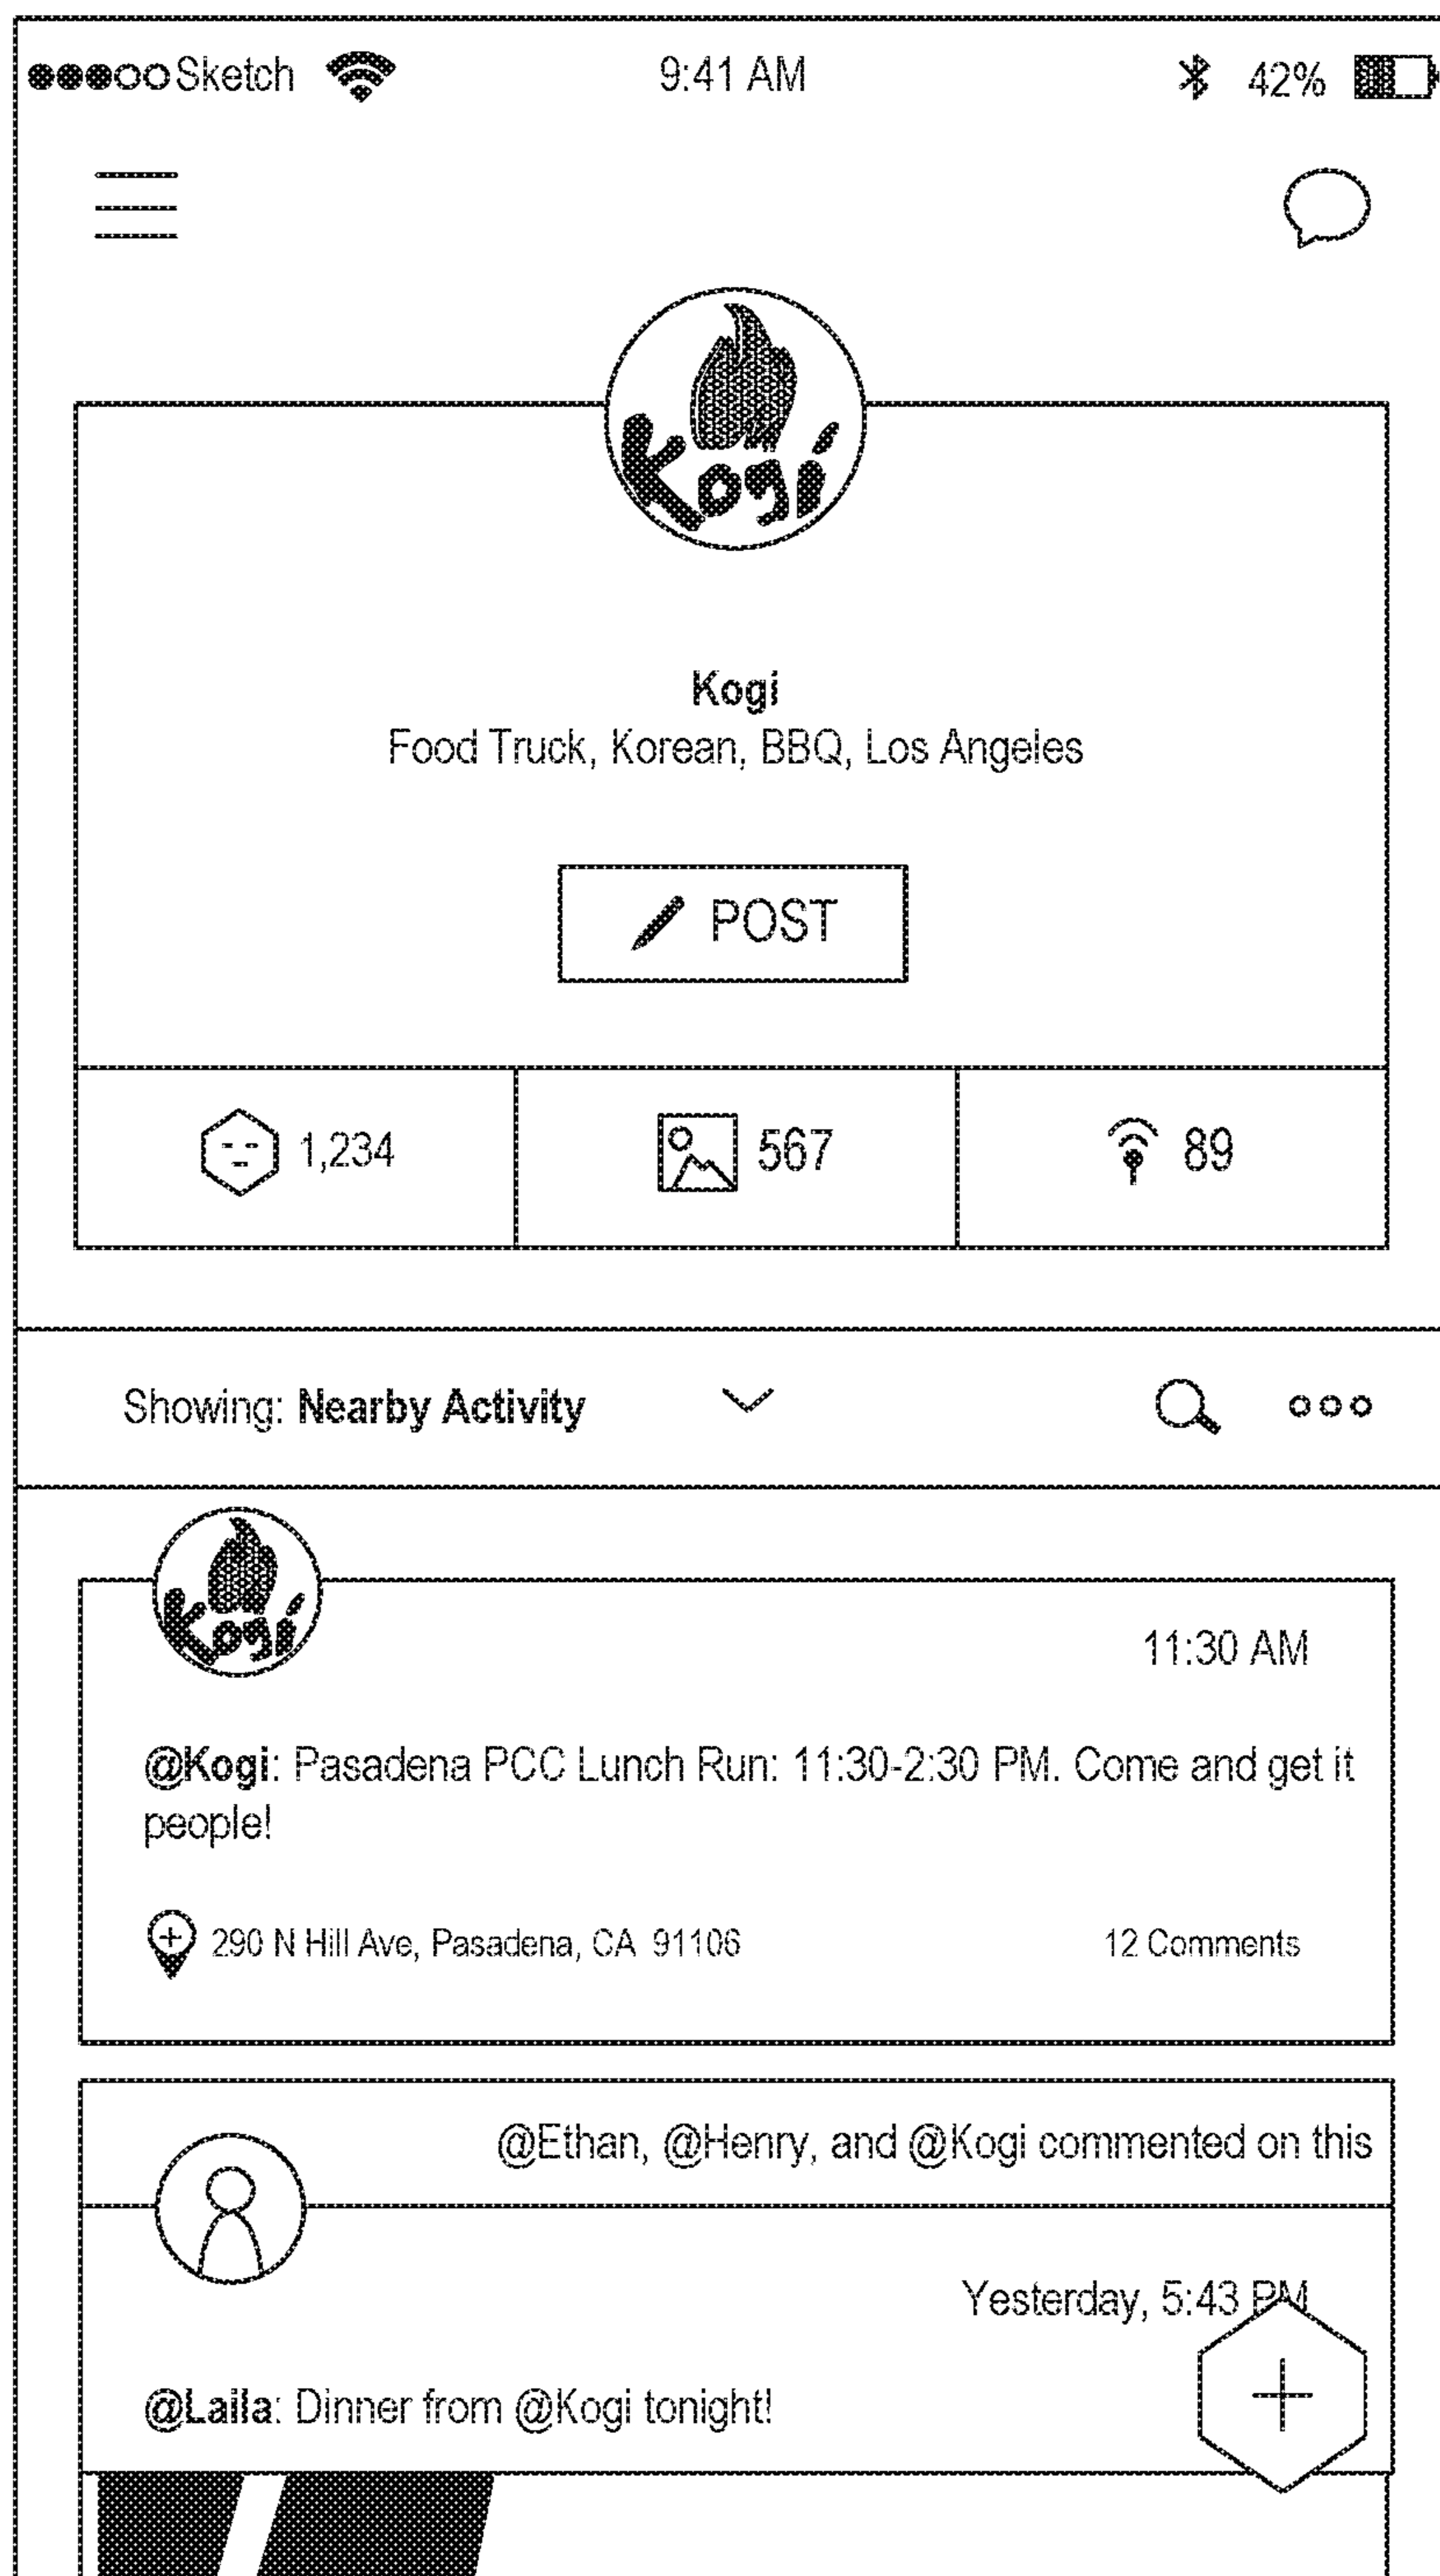 Sketch 9:41 AM 42%
Kogi
Kogi
Food Truck, Korean, BBQ, Los Angeles
POST
1,234 567 89
Showing: Nearby Activity
Kogi
11:30 AM
@Kogi: Pasadena PCC Lunch Run: 11:30-2:30 PM. Come and get it
people!
290 N Hill Ave, Pasadena, CA 91106 12 Comments
@Ethan, @Henry, and @Kogi commented on this
Yesterday, 5:43 PM
@Laila: Dinner from @Kogi tonight!